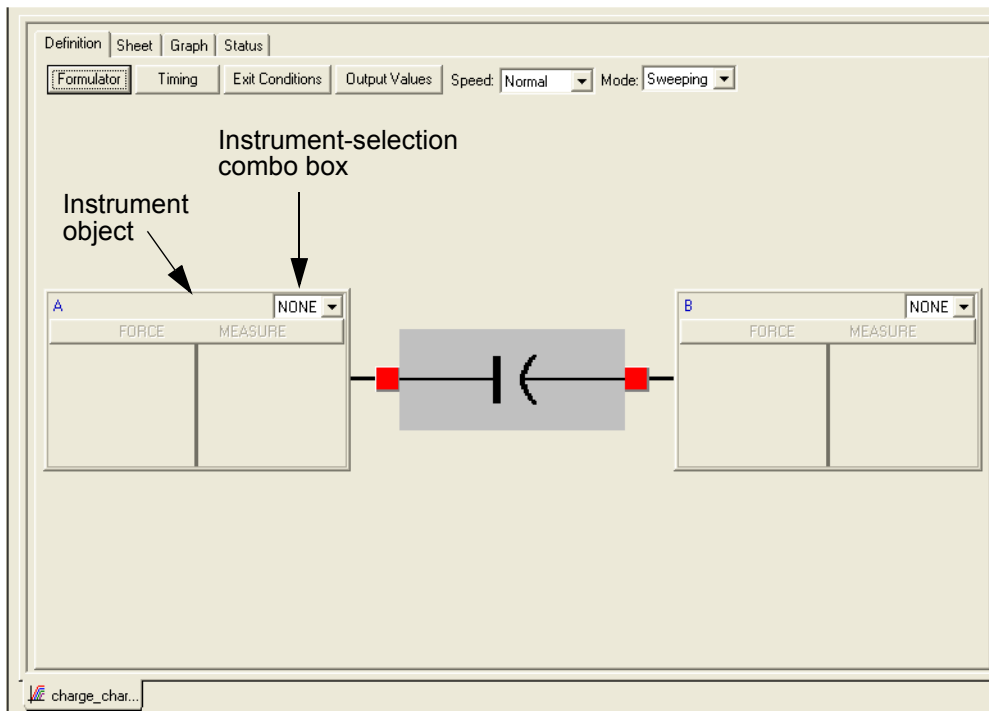 Definition Sheet Graph Status
Formulator Timing Exit Conditions Output Values Speed: Normal Mode: Sweeping
Instrument-selection
combo box
Instrument
object
A NONE
FORCE MEASURE
B NONE
FORCE MEASURE
charge_char...